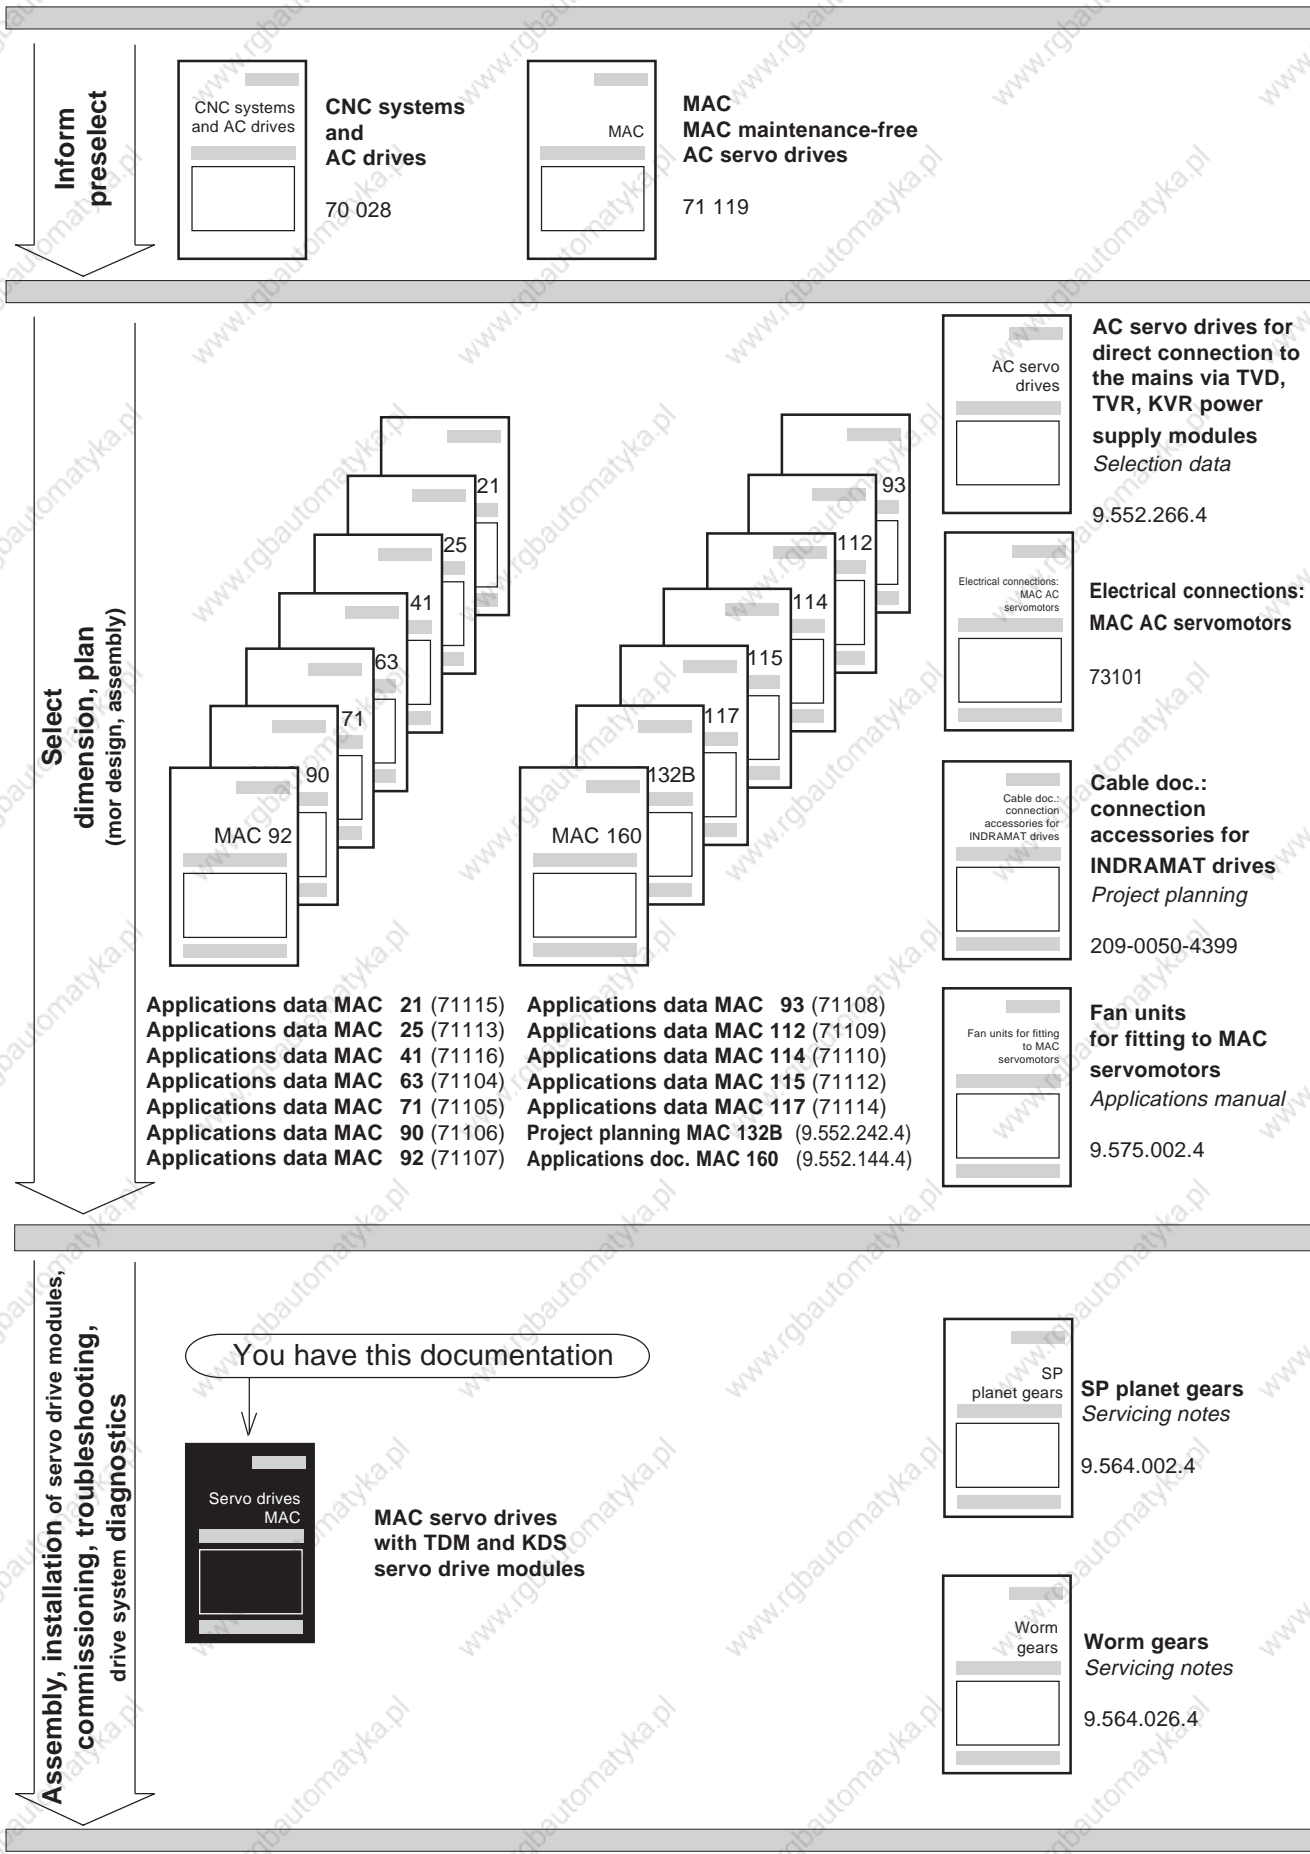 Inform
preselect
CNC systems
and AC drives
CNC systems
and
AC drives
70 028
MAC
MAC
MAC maintenance-free
AC servo drives
71 119
Select
dimension, plan
(mor design, assembly)
21
25
41
63
71
90
MAC 92
93
112
114
115
117
132B
MAC 160
Applications data MAC 21 (71115)
Applications data MAC 25 (71113)
Applications data MAC 41 (71116)
Applications data MAC 63 (71104)
Applications data MAC 71 (71105)
Applications data MAC 90 (71106)
Applications data MAC 92 (71107)
Applications data MAC 93 (71108)
Applications data MAC 112 (71109)
Applications data MAC 114 (71110)
Applications data MAC 115 (71112)
Applications data MAC 117 (71114)
Project planning MAC 132B (9.552.242.4)
Applications doc. MAC 160 (9.552.144.4)
AC servo
drives
AC servo drives for
direct connection to
the mains via TVD,
TVR, KVR power
supply modules
Selection data
9.552.266.4
Electrical connections:
MAC AC
servomotors
Electrical connections:
MAC AC servomotors
73101
Cable doc.:
connection
accessories for
INDRAMAT drives
Cable doc.:
connection
accessories for
INDRAMAT drives
Project planning
209-0050-4399
Fan units for fitting
to MAC
servomotors
Fan units
for fitting to MAC
servomotors
Applications manual
9.575.002.4
Assembly, installation of servo drive modules,
commissioning, troubleshooting,
drive system diagnostics
You have this documentation
Servo drives
MAC
MAC servo drives
with TDM and KDS
servo drive modules
SP
planet gears
SP planet gears
Servicing notes
9.564.002.4
Worm
gears
Worm gears
Servicing notes
9.564.026.4
www.rgbautomatyka.pl